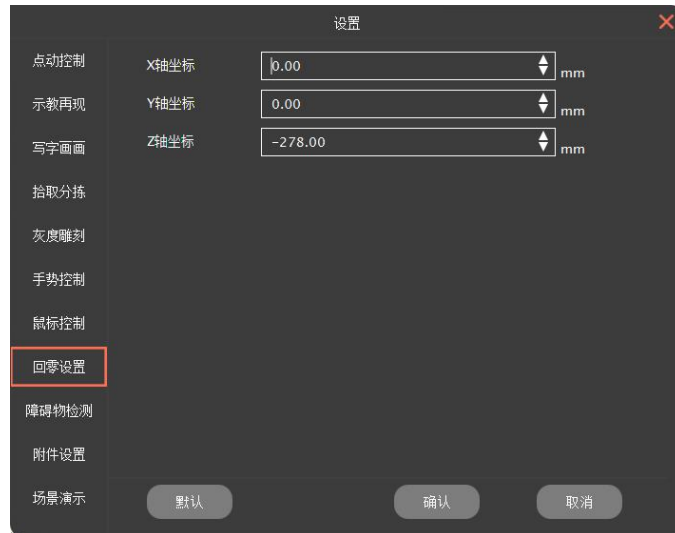 设置
点动控制
示教再现
写字画画
拾取分拣
灰度雕刻
手势控制
鼠标控制
回零设置
障碍物检测
附件设置
场景演示
X轴坐标 0.00 mm
Y轴坐标 0.00 mm
Z轴坐标 -278.00 mm
默认 确认 取消